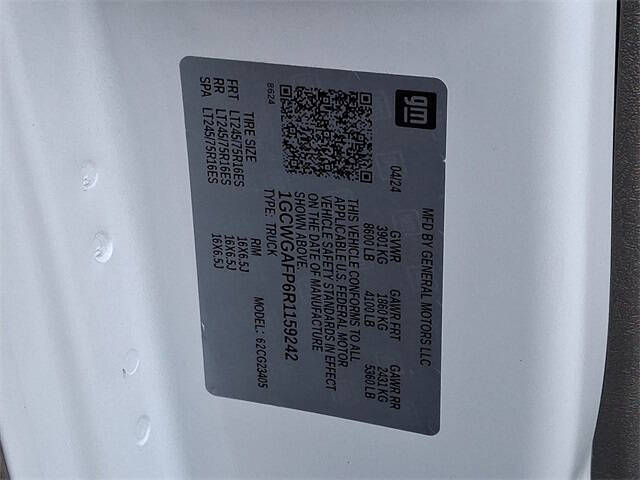 gm
MFD BY GENERAL MOTORS LLC
04/24 GVWR GAWR FRT GAWR RR
3901 KG 1860 KG 2431 KG
8600 LB 4100 LB 5360 LB
THIS VEHICLE CONFORMS TO ALL
APPLICABLE U.S. FEDERAL MOTOR
VEHICLE SAFETY STANDARDS IN EFFECT
ON THE DATE OF MANUFACTURE
SHOWN ABOVE.
1GCWGAFP6R1159242
8624 TYPE: TRUCK MODEL: 62CG23405
TIRE SIZE RIM
FRT LT245/75R16ES 16X6.5J
RR LT245/75R16ES 16X6.5J
SPA LT245/75R16ES 16X6.5J